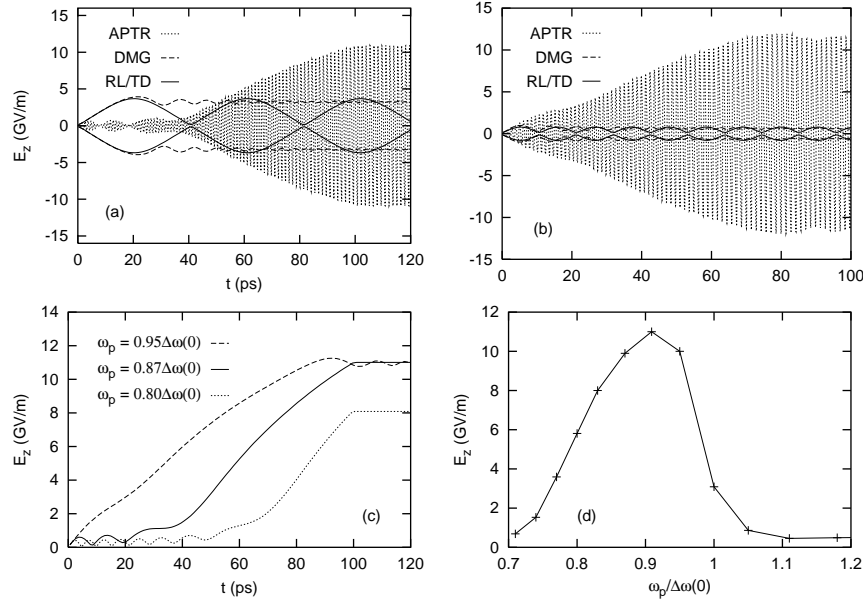 APTR
DMG
RL/TD
15
10
5
0
-5
-10
-15
E_z (GV/m)
(a)
0 20 40 60 80 100 120
t (ps)
APTR
DMG
RL/TD
15
10
5
0
-5
-10
-15
E_z (GV/m)
(b)
0 20 40 60 80 100
t (ps)
14
12
10
8
6
4
2
0
E_z (GV/m)
ω_p = 0.95Δω(0)
ω_p = 0.87Δω(0)
ω_p = 0.80Δω(0)
(c)
0 20 40 60 80 100 120
t (ps)
12
10
8
6
4
2
0
E_z (GV/m)
(d)
0.7 0.8 0.9 1 1.1 1.2
ω_p/Δω(0)